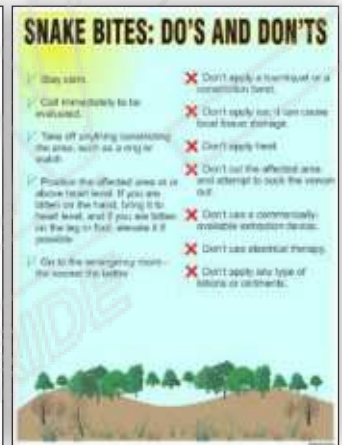 SNAKE BITES: DO'S AND DON'TS
Stay calm.
Call immediately to be
evaluated.
Take off anything constricting
the area, such as a ring or
watch
Position the affected area at or
above heart level. If you are
bitten on the hand, bring it to
heart level, and if you are bitten
on the leg or foot, elevate it if
possible
Go to the emergency room -
the nearest the better
Don't apply a tourniquet or a
constriction band.
Don't apply ice; it can cause
local tissue damage.
Don't apply heat
Don't cut the affected area
and attempt to suck the venom
out.
Don't use a commercially-
available extraction device.
Don't use electrical therapy.
Don't apply any type of
lotions or ointments.